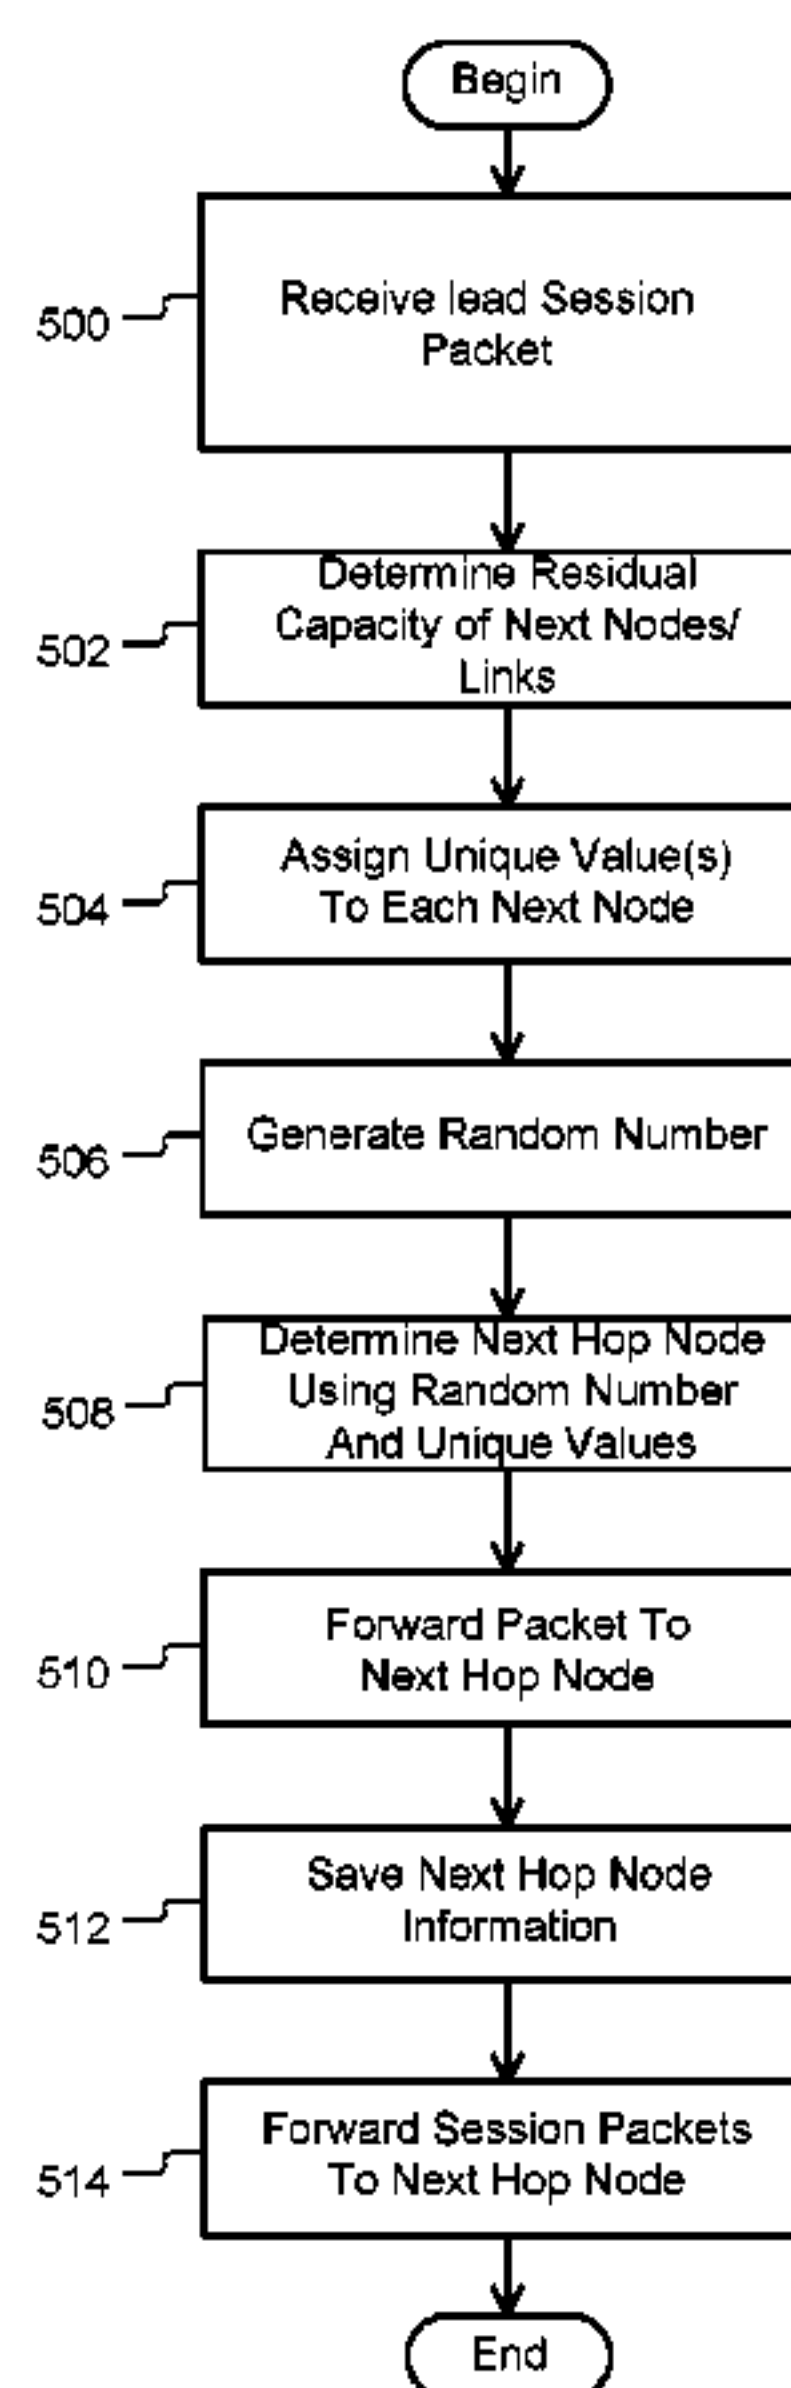 Begin
500
Receive lead Session
Packet
502
Determine Residual
Capacity of Next Nodes/
Links
504
Assign Unique Value(s)
To Each Next Node
506
Generate Random Number
508
Determine Next Hop Node
Using Random Number
And Unique Values
510
Forward Packet To
Next Hop Node
512
Save Next Hop Node
Information
514
Forward Session Packets
To Next Hop Node
End